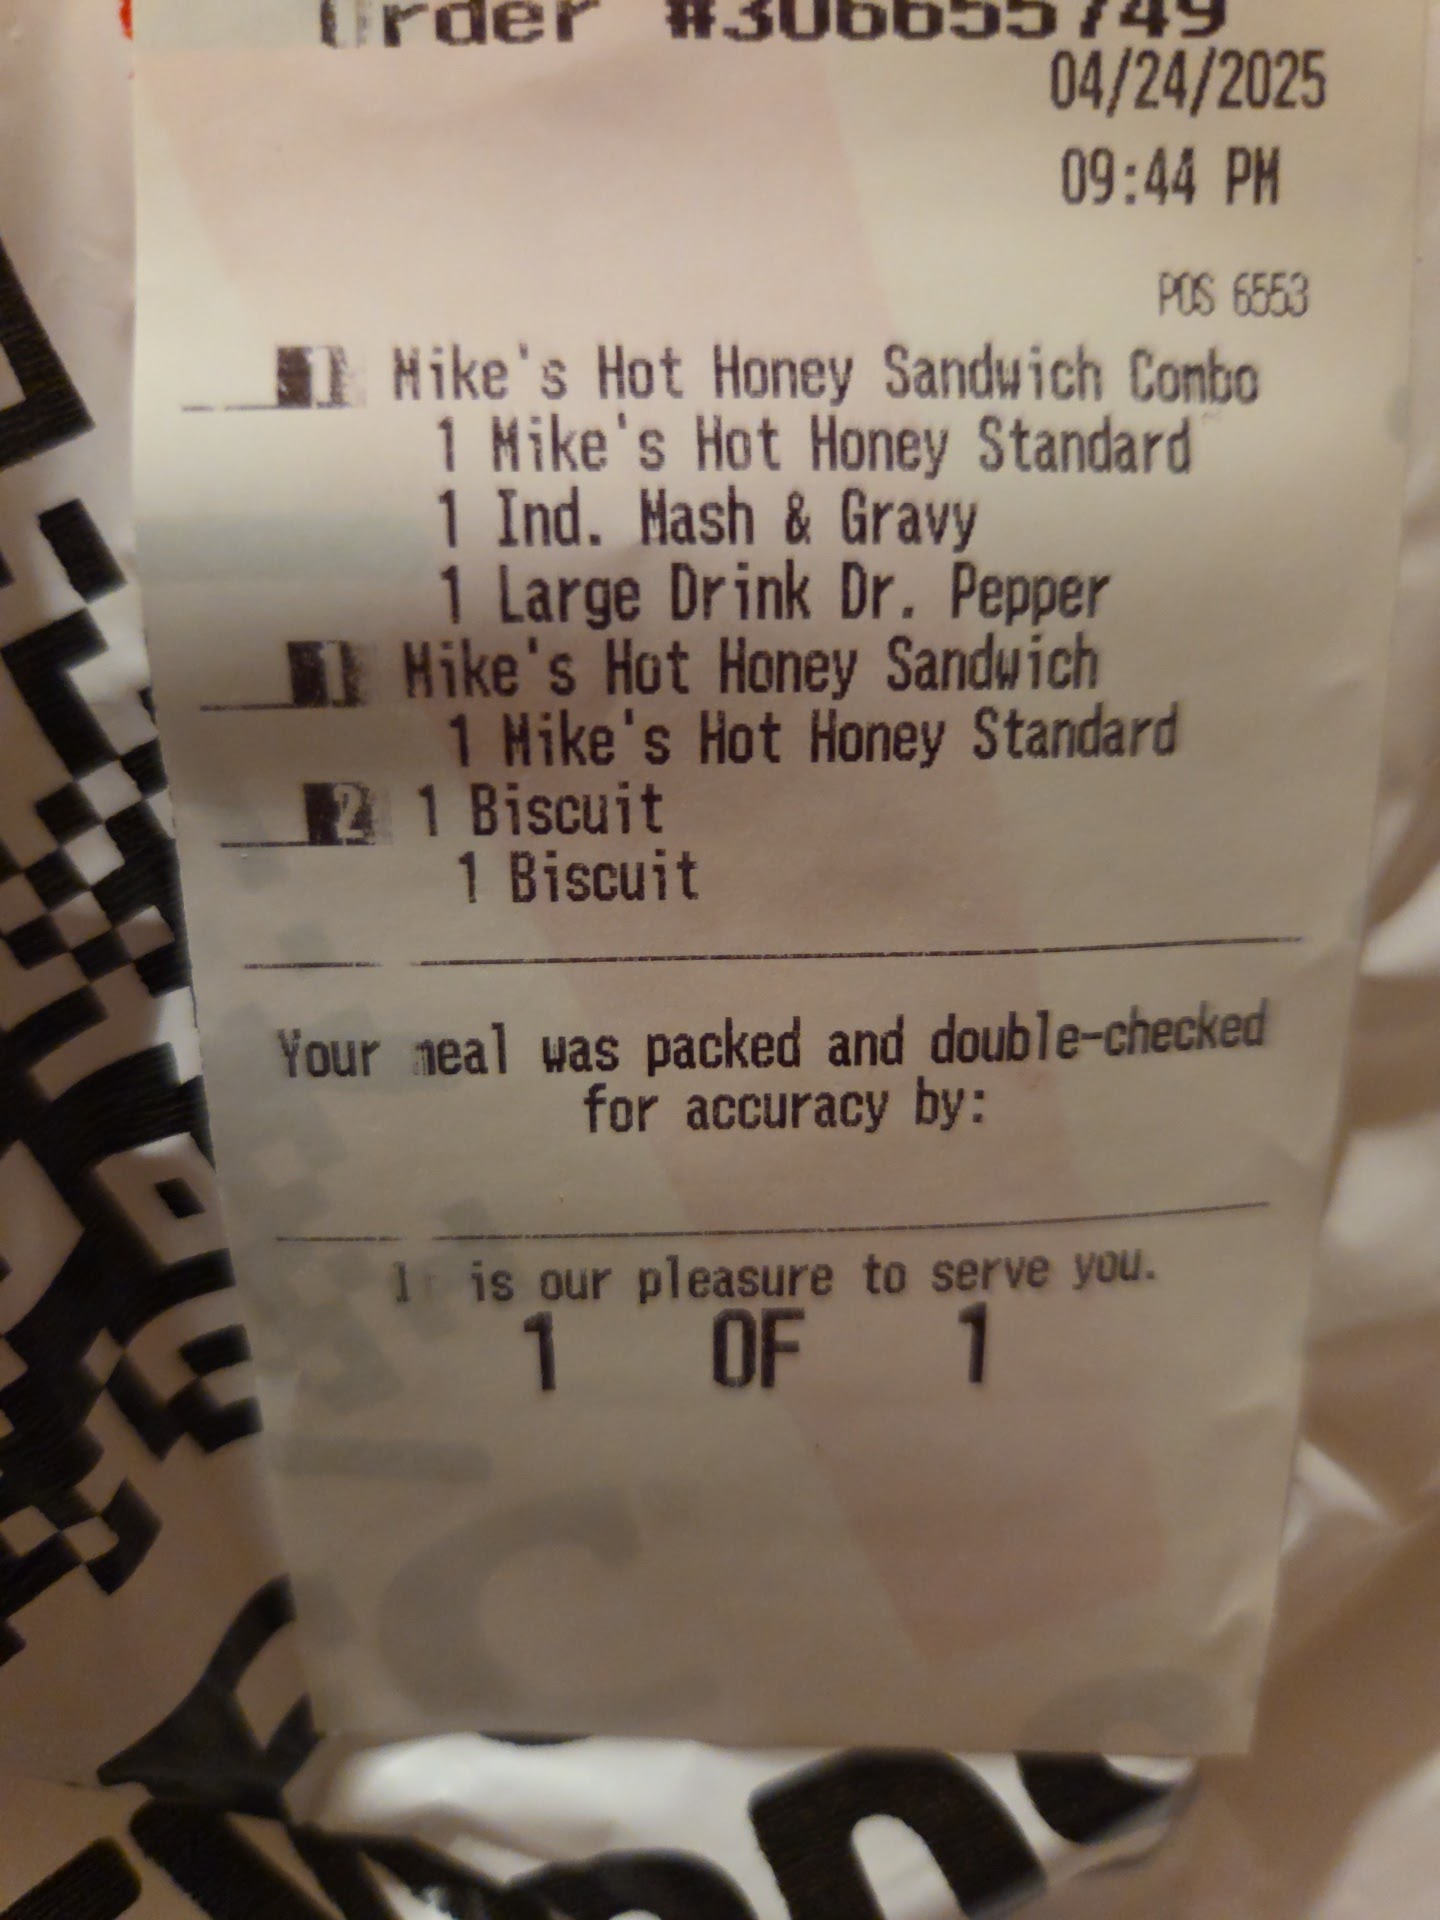 Order #306655749
04/24/2025
09:44 PM
POS 6553
1 Mike's Hot Honey Sandwich Combo
1 Mike's Hot Honey Standard
1 Ind. Mash & Gravy
1 Large Drink Dr. Pepper
1 Mike's Hot Honey Sandwich
1 Mike's Hot Honey Standard
2 1 Biscuit
1 Biscuit
Your meal was packed and double-checked
for accuracy by:
It is our pleasure to serve you.
1 OF 1